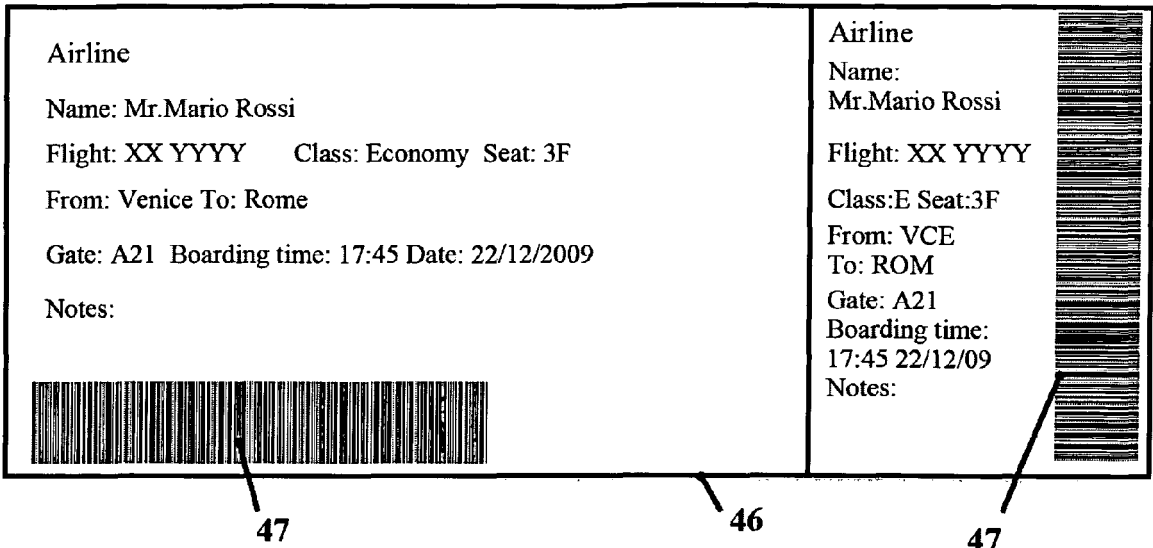 Airline
Name: Mr.Mario Rossi
Flight: XX YYYY Class: Economy Seat: 3F
From: Venice To: Rome
Gate: A21 Boarding time: 17:45 Date: 22/12/2009
Notes:
Airline
Name:
Mr.Mario Rossi
Flight: XX YYYY
Class:E Seat:3F
From: VCE
To: ROM
Gate: A21
Boarding time:
17:45 22/12/09
Notes:
47
46
47